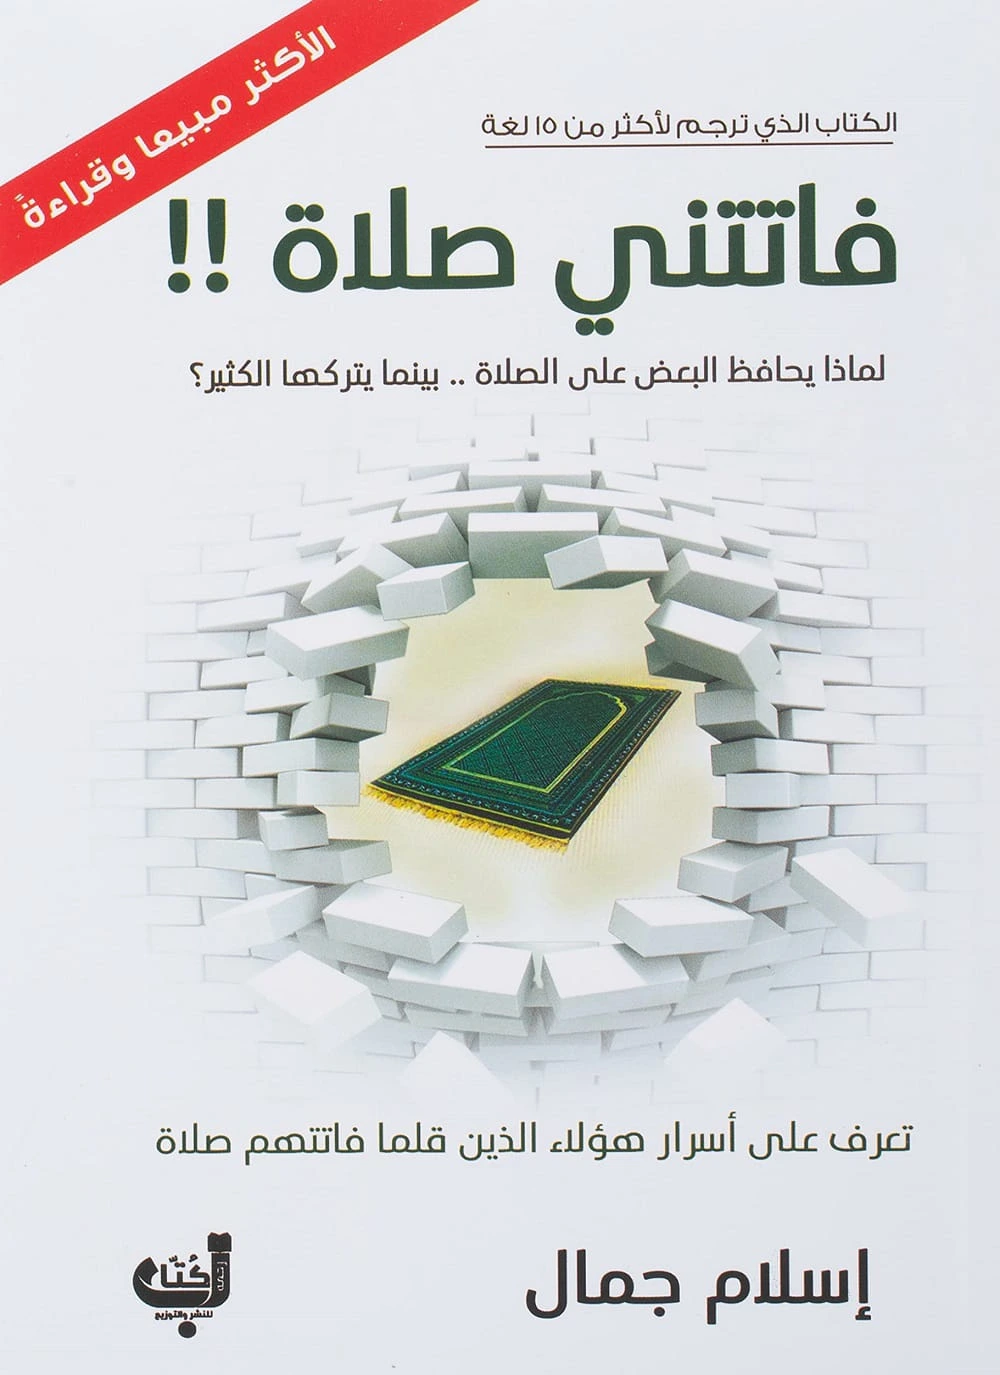 الأكثر مبيعا وقراءةً
الكتاب الذي ترجم لأكثر من ١٥ لغة
فاتتني صلاة !!
لماذا يحافظ البعض على الصلاة .. بينما يتركها الكثير؟
تعرف على أسرار هؤلاء الذين قلما فاتتهم صلاة
إسلام جمال
كُتّاب
للنشر والتوزيع